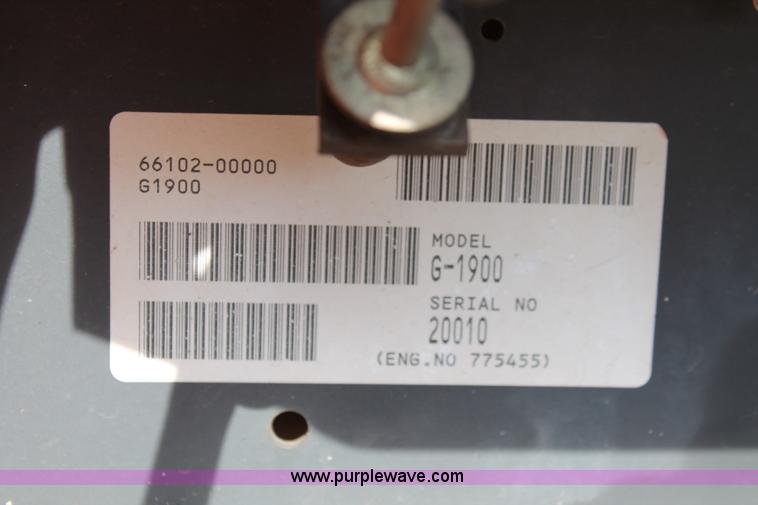 66102-00000
G1900
MODEL
G-1900
SERIAL NO
20010
(ENG.NO 775455)
www.purplewave.com